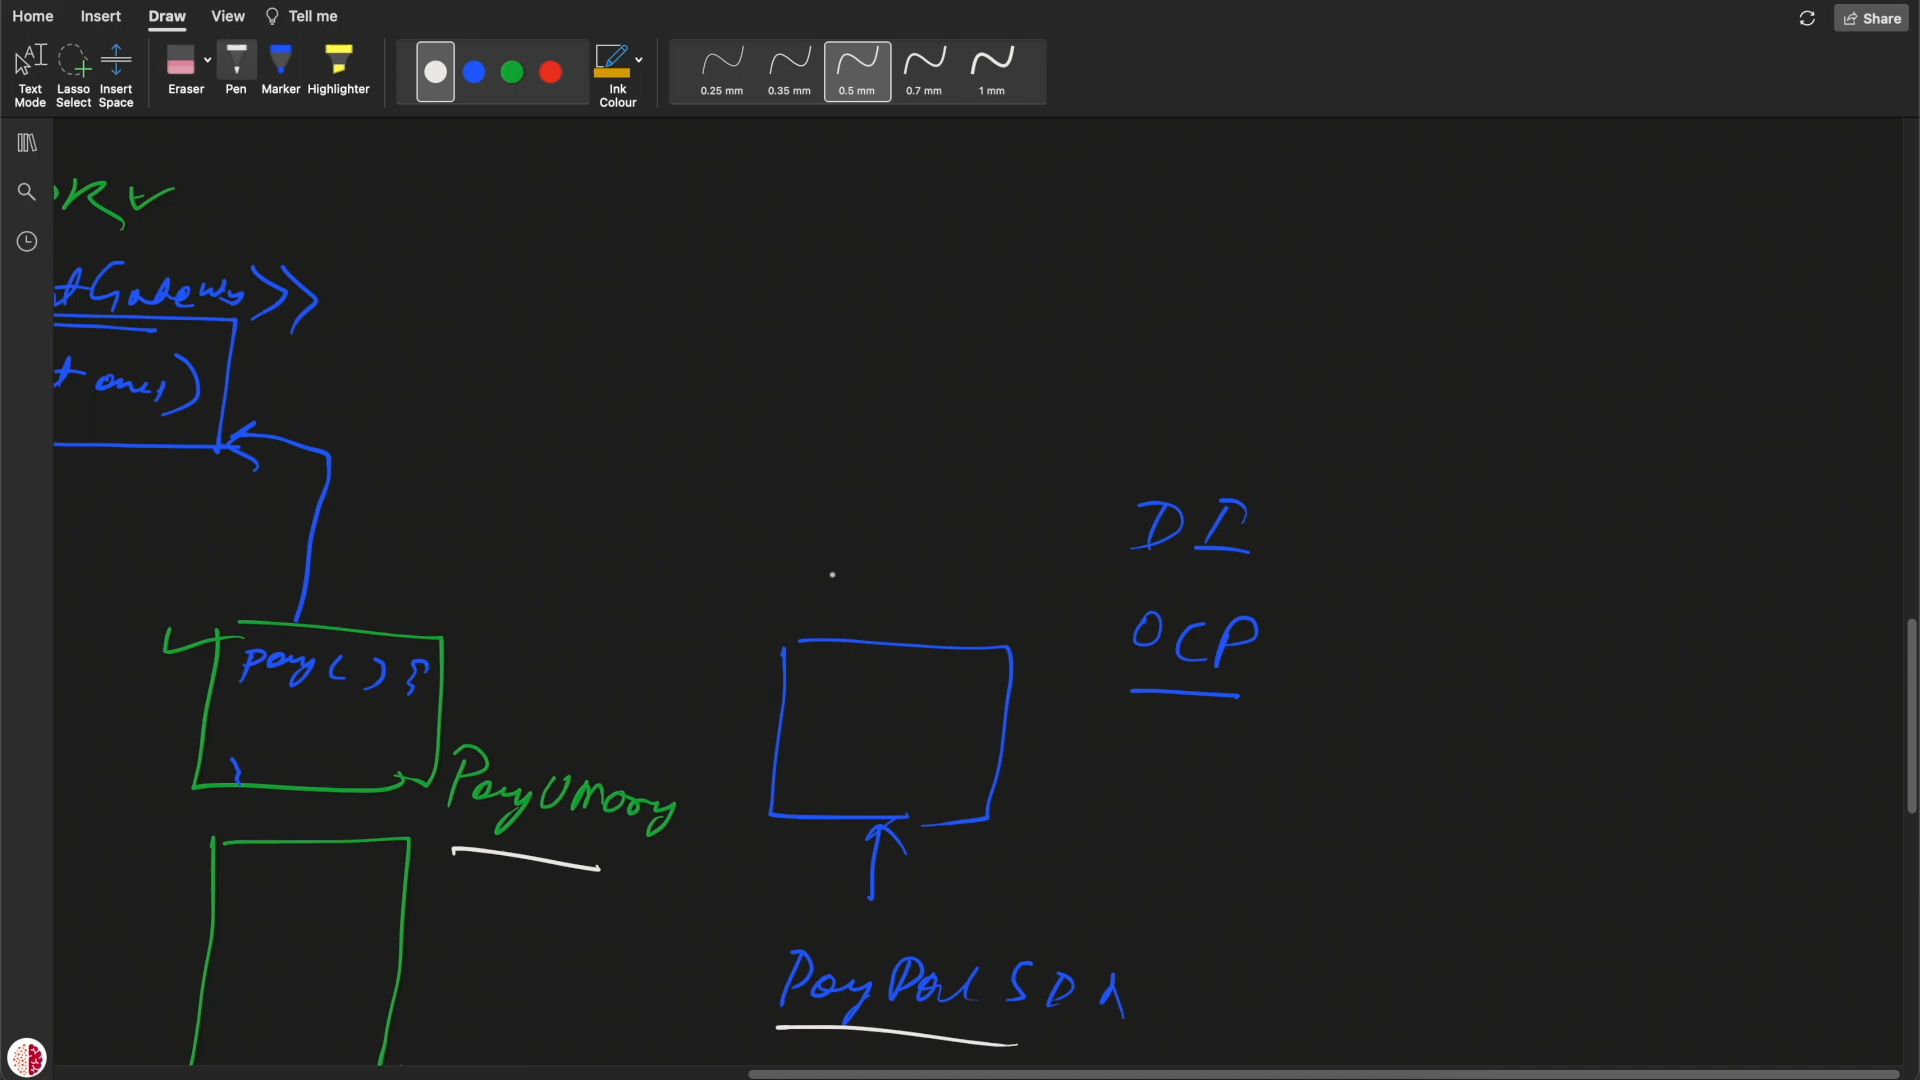 Home Insert Draw View Tell me
Share
Text Mode
Lasso Select
Insert Space
Eraser
Pen
Marker
Highlighter
Ink Colour
0.25 mm
0.35 mm
0.5 mm
0.7 mm
1 mm
tGateway>>
DI
OCP
pay() {
}
PayUMoney
PayPal SD